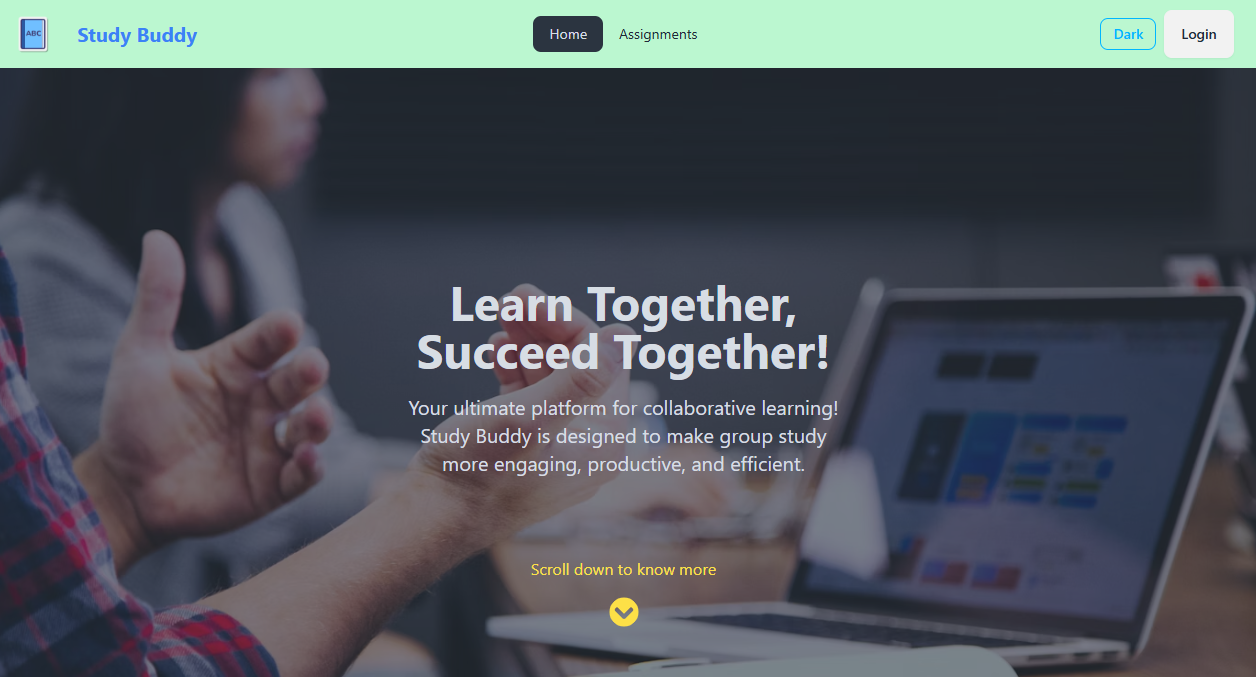 ABC
Study Buddy
Home
Assignments
Dark
Login
Learn Together,
Succeed Together!
Your ultimate platform for collaborative learning!
Study Buddy is designed to make group study
more engaging, productive, and efficient.
Scroll down to know more